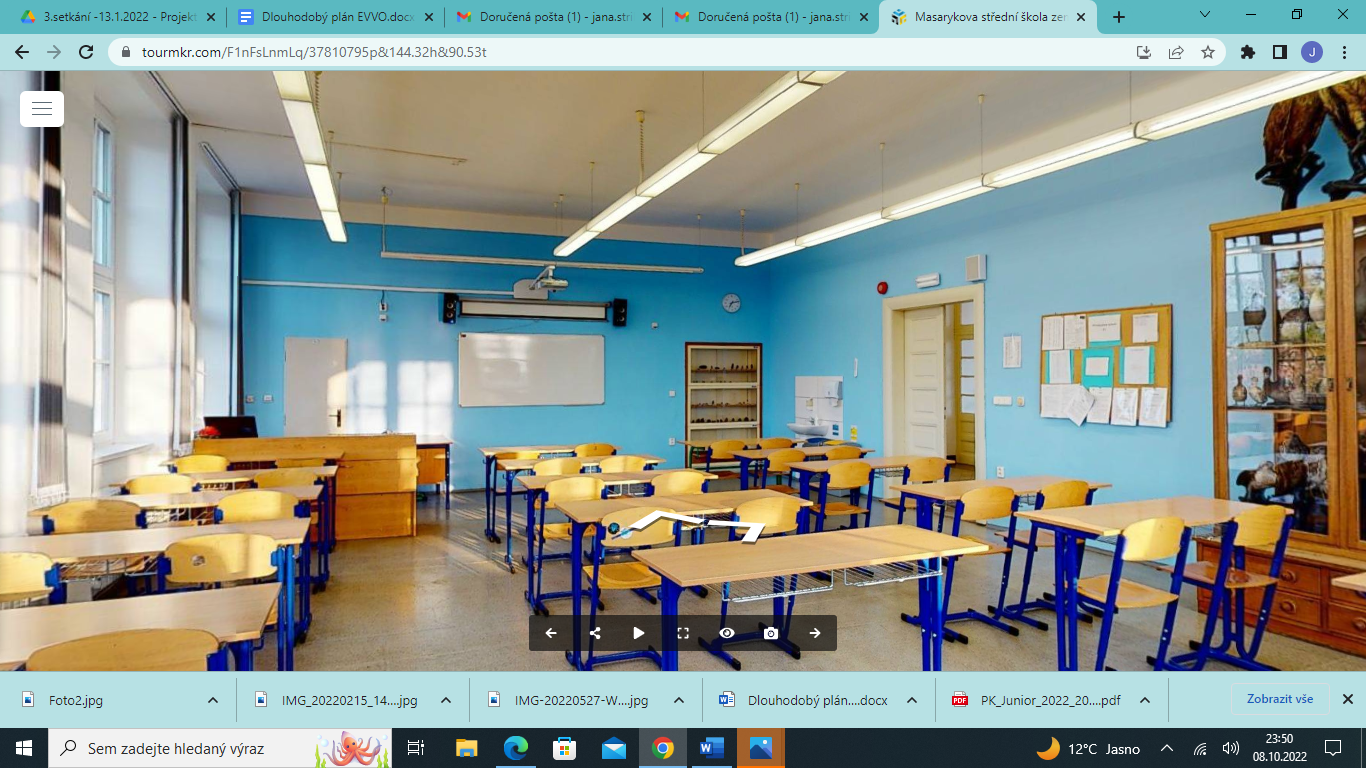 3.setkání -13.1.2022 - Projekt
Dlouhodobý plán EVVO.docx
Doručená pošta (1) - jana.stri
Doručená pošta (1) - jana.stri
Masarykova střední škola zem
tourmkr.com/F1nFsLnmLq/37810795p&144.32h&90.53t
J
Foto2.jpg
IMG_20220215_14....jpg
IMG-20220527-W....jpg
Dlouhodobý plán....docx
PK_Junior_2022_20....pdf
Zobrazit vše
Sem zadejte hledaný výraz
12°C Jasno
23:50
08.10.2022